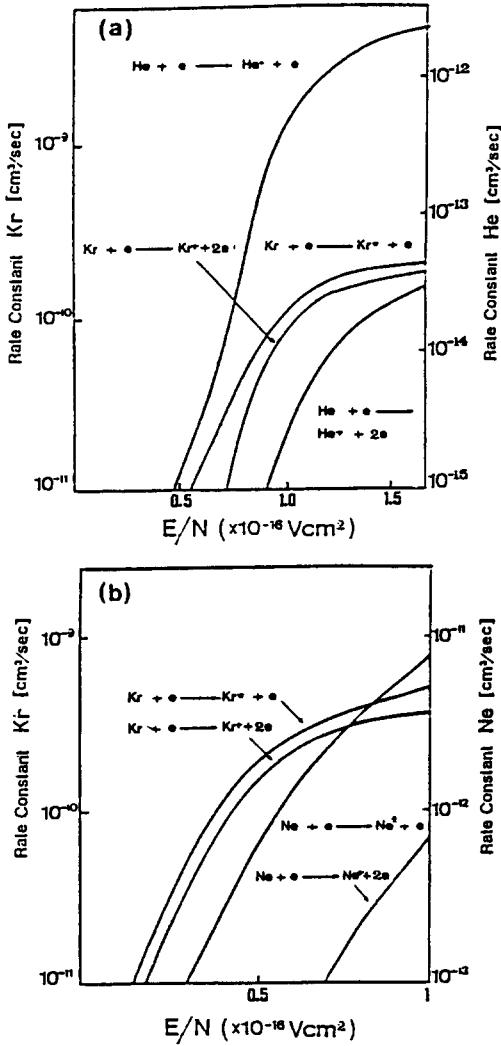 (a)
He + e → He* + e
Kr + e — Kr+ + 2e
Kr + e — Kr* + e
He + e —
He+ + 2e
Rate Constant Kr [cm³/sec]
10⁻⁹
10⁻¹⁰
10⁻¹¹
Rate Constant He [cm³/sec]
10⁻¹²
10⁻¹³
10⁻¹⁴
10⁻¹⁵
0.5
1.0
1.5
E/N (×10⁻¹⁶ Vcm²)
(b)
Kr + e → Kr* + e
Kr + e — Kr+ + 2e
Ne + e → Ne* + e
Ne + e → Ne+ + 2e
Rate Constant Kr [cm³/sec]
10⁻⁹
10⁻¹⁰
10⁻¹¹
Rate Constant Ne [cm³/sec]
10⁻¹¹
10⁻¹²
10⁻¹³
0.5
1
E/N (×10⁻¹⁶ Vcm²)